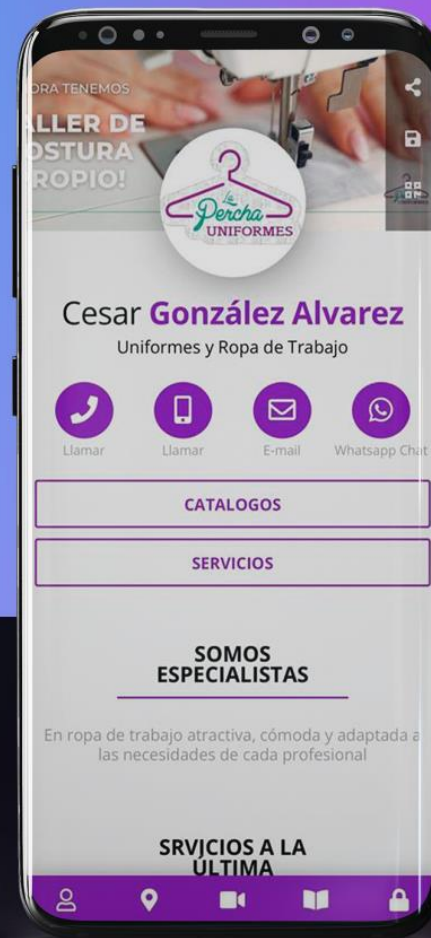 ORA TENEMOS
ALLER DE
OSTURA
ROPIO!
La
Percha
UNIFORMES
Cesar González Alvarez
Uniformes y Ropa de Trabajo
Llamar Llamar E-mail Whatsapp Chat
CATALOGOS
SERVICIOS
SOMOS
ESPECIALISTAS
En ropa de trabajo atractiva, cómoda y adaptada a
las necesidades de cada profesional
SRVICIOS A LA
ÚLTIMA